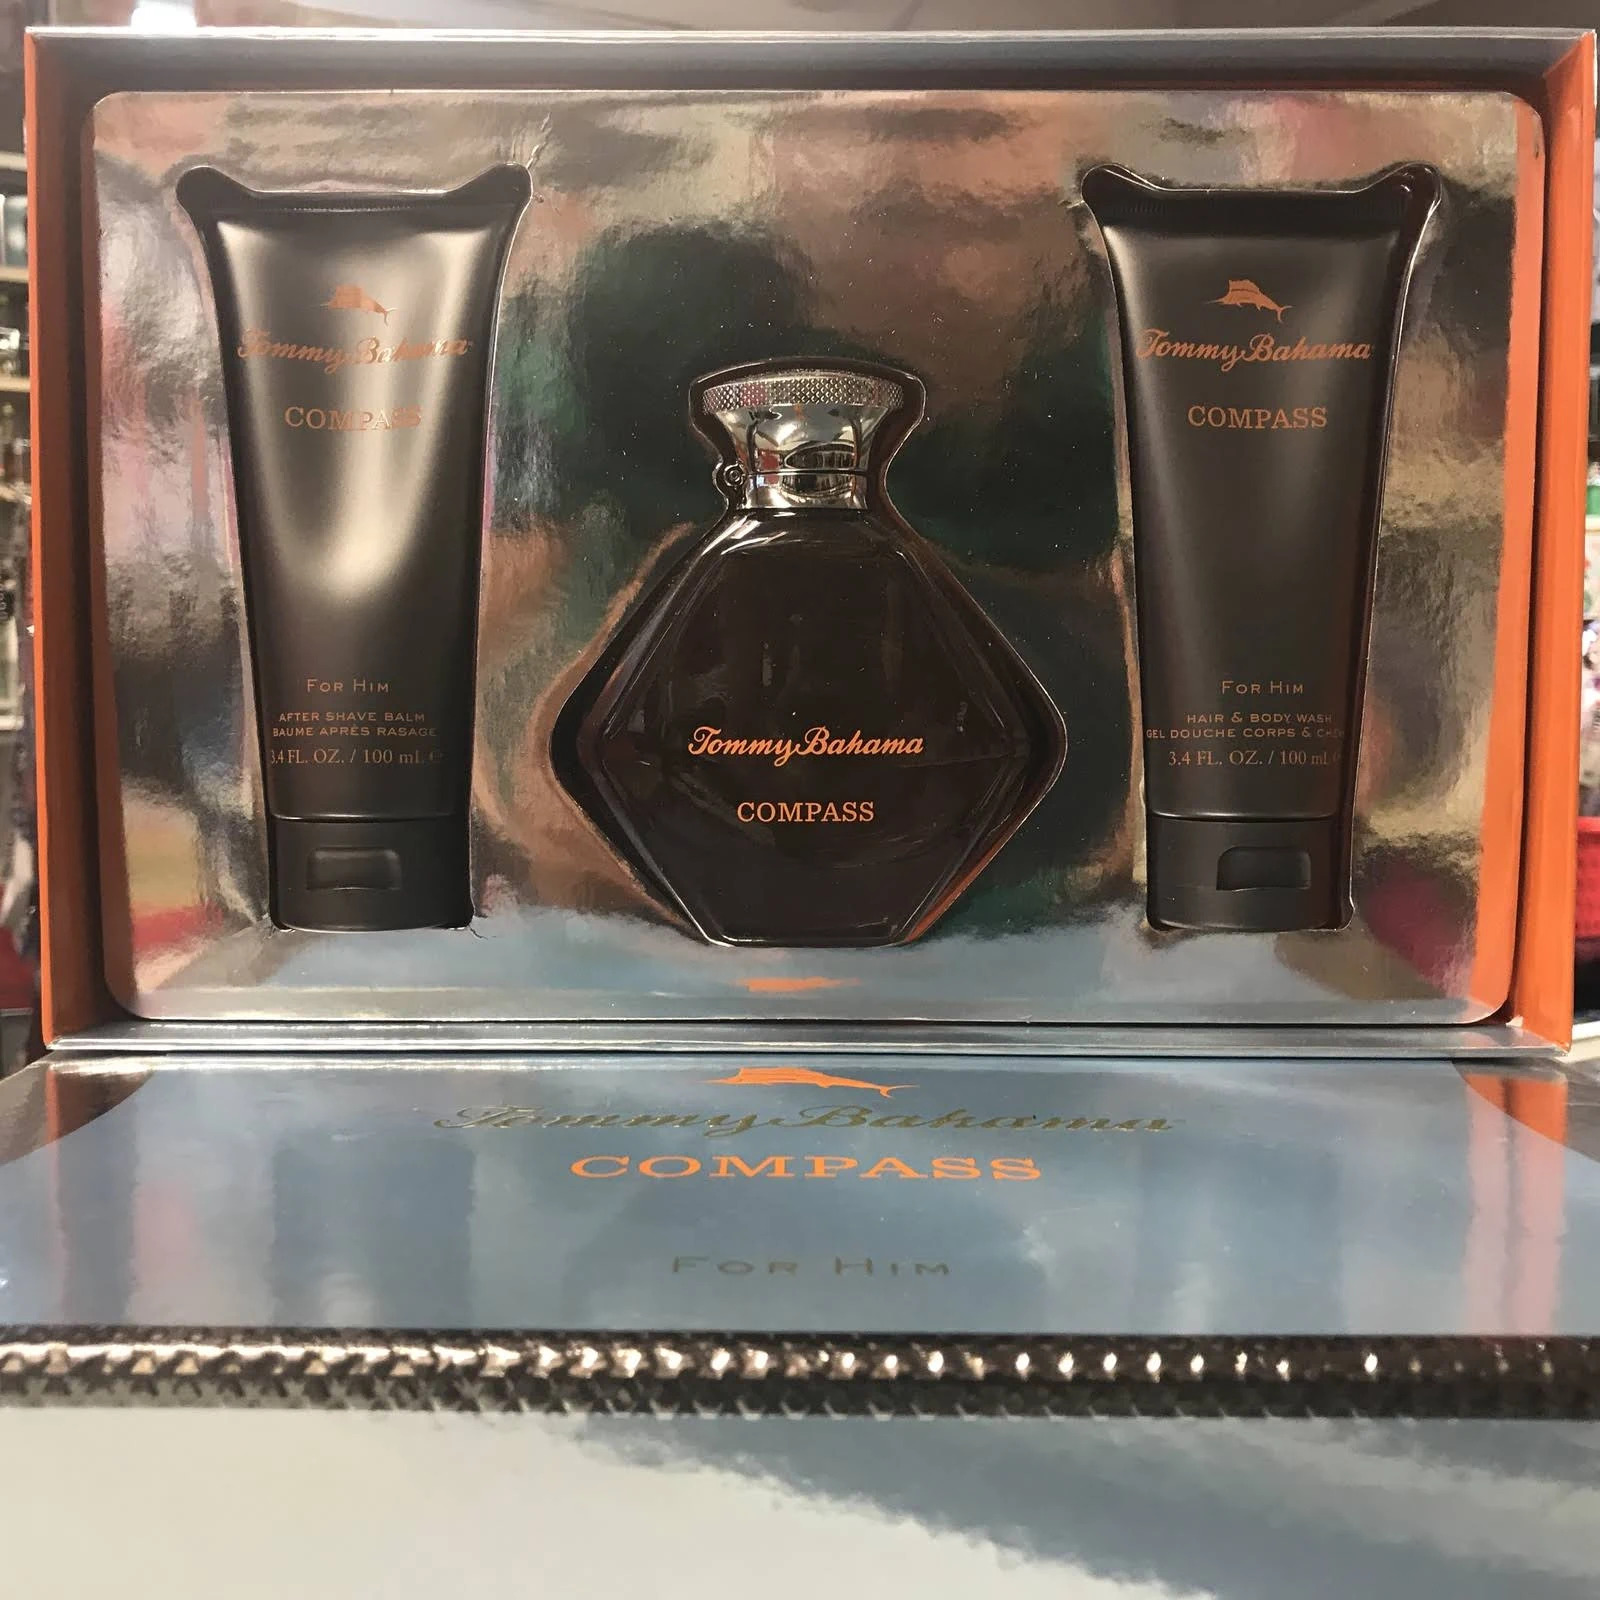 Tommy Bahama
COMPASS
FOR HIM
AFTER SHAVE BALM
BAUME APRÈS RASAGE
3.4 FL. OZ. / 100 mL e
Tommy Bahama
COMPASS
Tommy Bahama
COMPASS
FOR HIM
HAIR & BODY WASH
GEL DOUCHE CORPS &
3.4 FL. OZ. / 100 mL
Tommy Bahama
COMPASS
FOR HIM